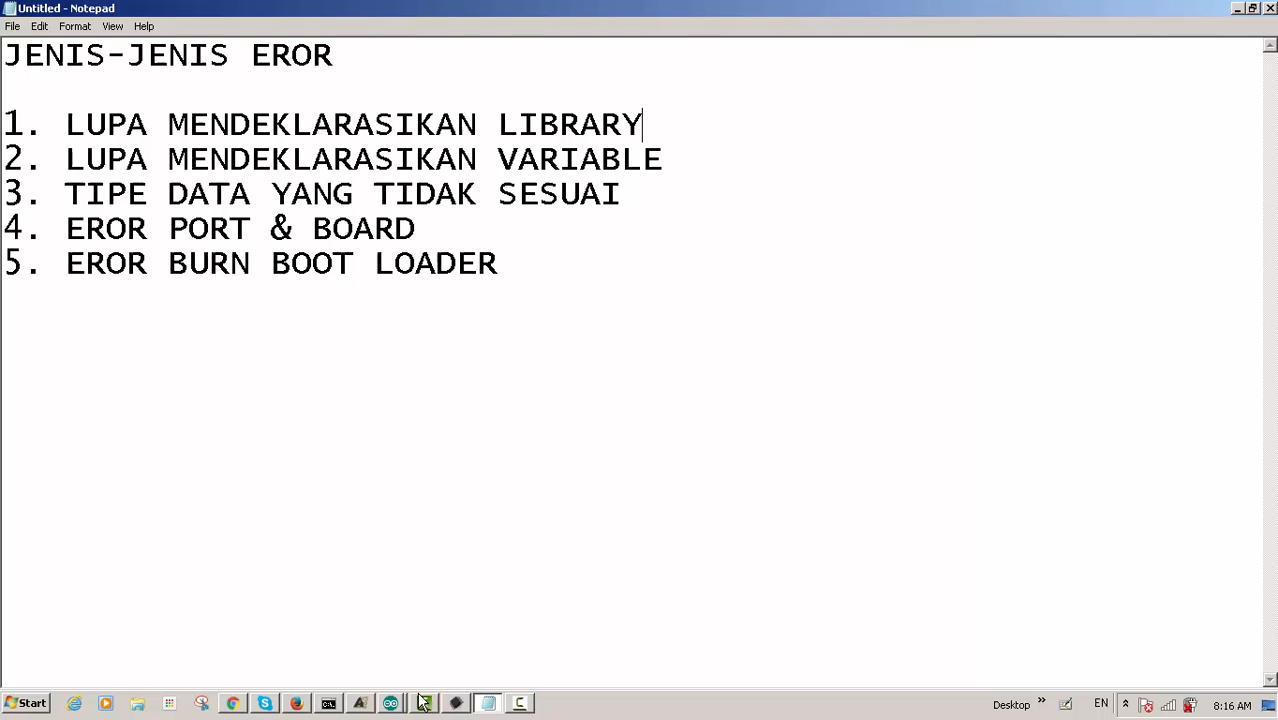 Untitled - Notepad
File Edit Format View Help
JENIS-JENIS EROR
1. LUPA MENDEKLARASIKAN LIBRARY
2. LUPA MENDEKLARASIKAN VARIABLE
3. TIPE DATA YANG TIDAK SESUAI
4. EROR PORT & BOARD
5. EROR BURN BOOT LOADER
Start Desktop » EN 8:16 AM